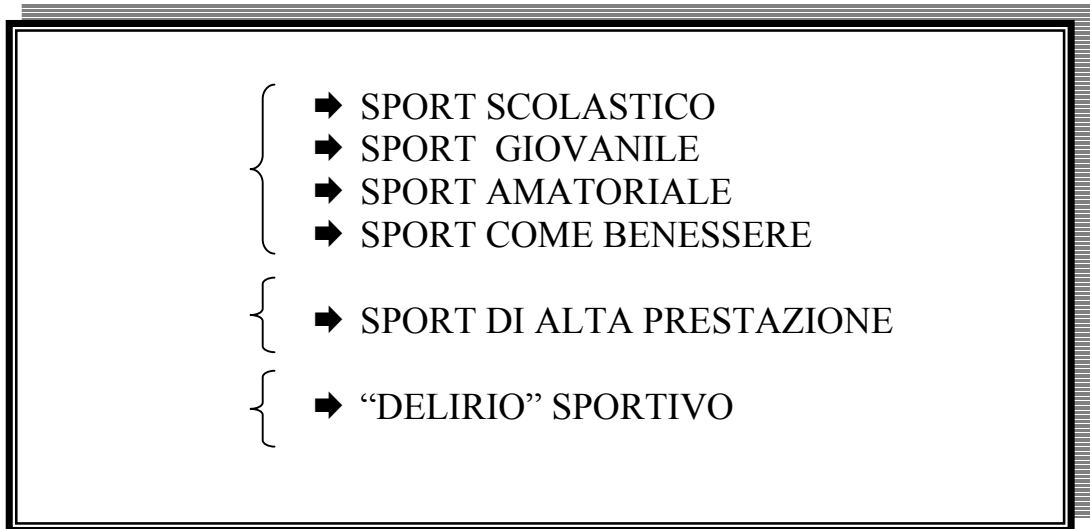 ➨ SPORT SCOLASTICO
➨ SPORT GIOVANILE
➨ SPORT AMATORIALE
➨ SPORT COME BENESSERE
➨ SPORT DI ALTA PRESTAZIONE
➨ “DELIRIO” SPORTIVO